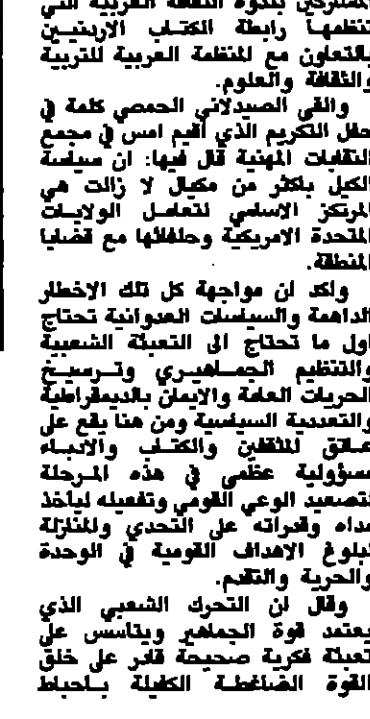 المشاركين بندوة الثقافة العربية التي
تنظمها رابطة الكتاب الاردنيين
بالتعاون مع المنظمة العربية للتربية
والثقافة والعلوم.
والقى الصيدلاني الحمصي كلمة في
حفل التكريم الذي اقيم امس في مجمع
النقابات المهنية قال فيها: ان سياسة
الكيل باكثر من مكيال لا زالت هي
المرتكز الاساسي لتعامل الولايات
المتحدة الامريكية وحلفائها مع قضايا
المنطقة.
واكد ان مواجهة كل تلك الاخطار
الداهمة والسياسات العدوانية تحتاج
اول ما تحتاج الى التعبئة الشعبية
والتنظيم الجماهيري وترسيخ
الحريات العامة والايمان بالديمقراطية
والتعددية السياسية ومن هنا يقع على
عاتق المثقفين والكتاب والادباء
مسؤولية عظمى في هذه المرحلة
لتصعيد الوعي القومي وتفعيله لياخذ
مداه وقدراته على التحدي والمنازلة
لبلوغ الاهداف القومية في الوحدة
والحرية والتقدم.
وقال ان التحرك الشعبي الذي
يعتمد قوة الجماهير ويتاسس على
تعبئة فكرية صحيحة قادر على خلق
القوة الضاغطة الكفيلة باحباط